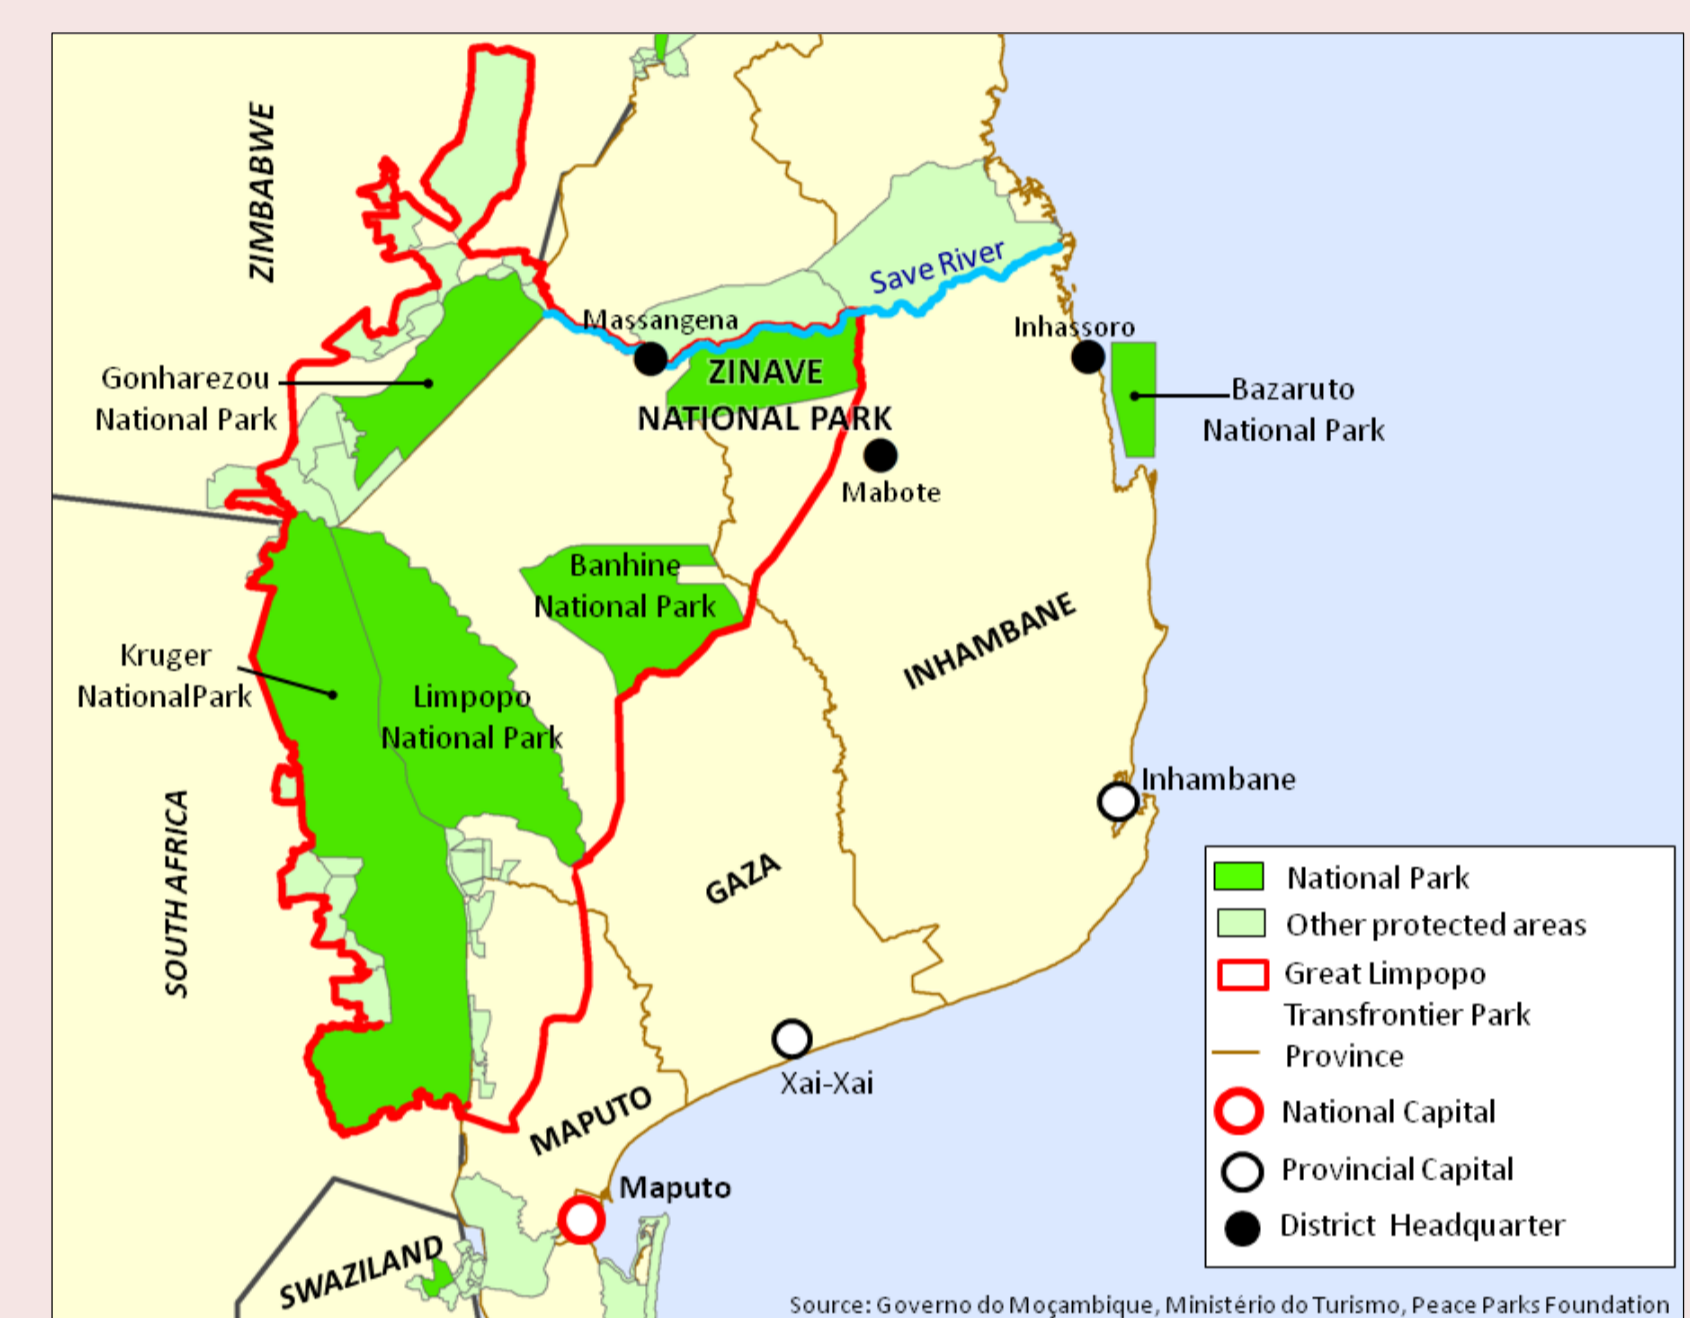 ZIMBABWE
Save River
Massangena
Inhassoro
Gonharezou
National Park
ZINAVE
NATIONAL PARK
Bazaruto
National Park
Mabote
Banhine
National Park
INHAMBANE
Kruger
NationalPark
Limpopo
National Park
Inhambane
SOUTH AFRICA
GAZA
Xai-Xai
MAPUTO
Maputo
SWAZILAND
National Park
Other protected areas
Great Limpopo
Transfrontier Park
Province
National Capital
Provincial Capital
District Headquarter
Source: Governo do Moçambique, Ministério do Turismo, Peace Parks Foundation